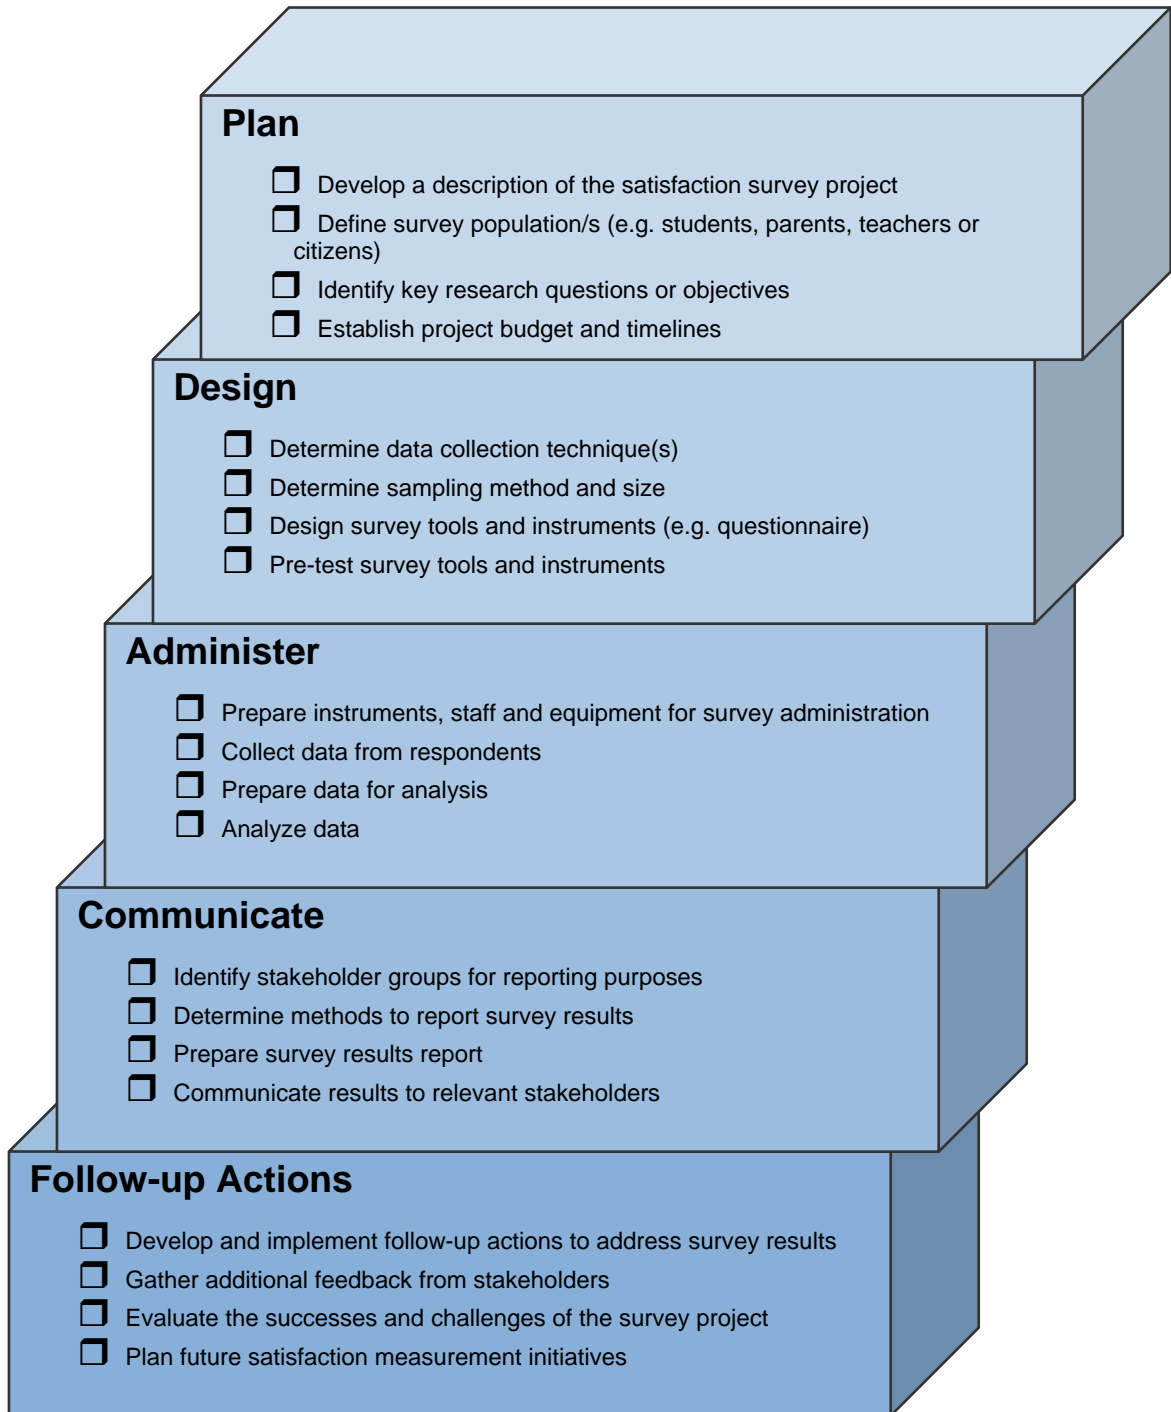 Plan
❒ Develop a description of the satisfaction survey project
❒ Define survey population/s (e.g. students, parents, teachers or
citizens)
❒ Identify key research questions or objectives
❒ Establish project budget and timelines
Design
❒ Determine data collection technique(s)
❒ Determine sampling method and size
❒ Design survey tools and instruments (e.g. questionnaire)
❒ Pre-test survey tools and instruments
Administer
❒ Prepare instruments, staff and equipment for survey administration
❒ Collect data from respondents
❒ Prepare data for analysis
❒ Analyze data
Communicate
❒ Identify stakeholder groups for reporting purposes
❒ Determine methods to report survey results
❒ Prepare survey results report
❒ Communicate results to relevant stakeholders
Follow-up Actions
❒ Develop and implement follow-up actions to address survey results
❒ Gather additional feedback from stakeholders
❒ Evaluate the successes and challenges of the survey project
❒ Plan future satisfaction measurement initiatives